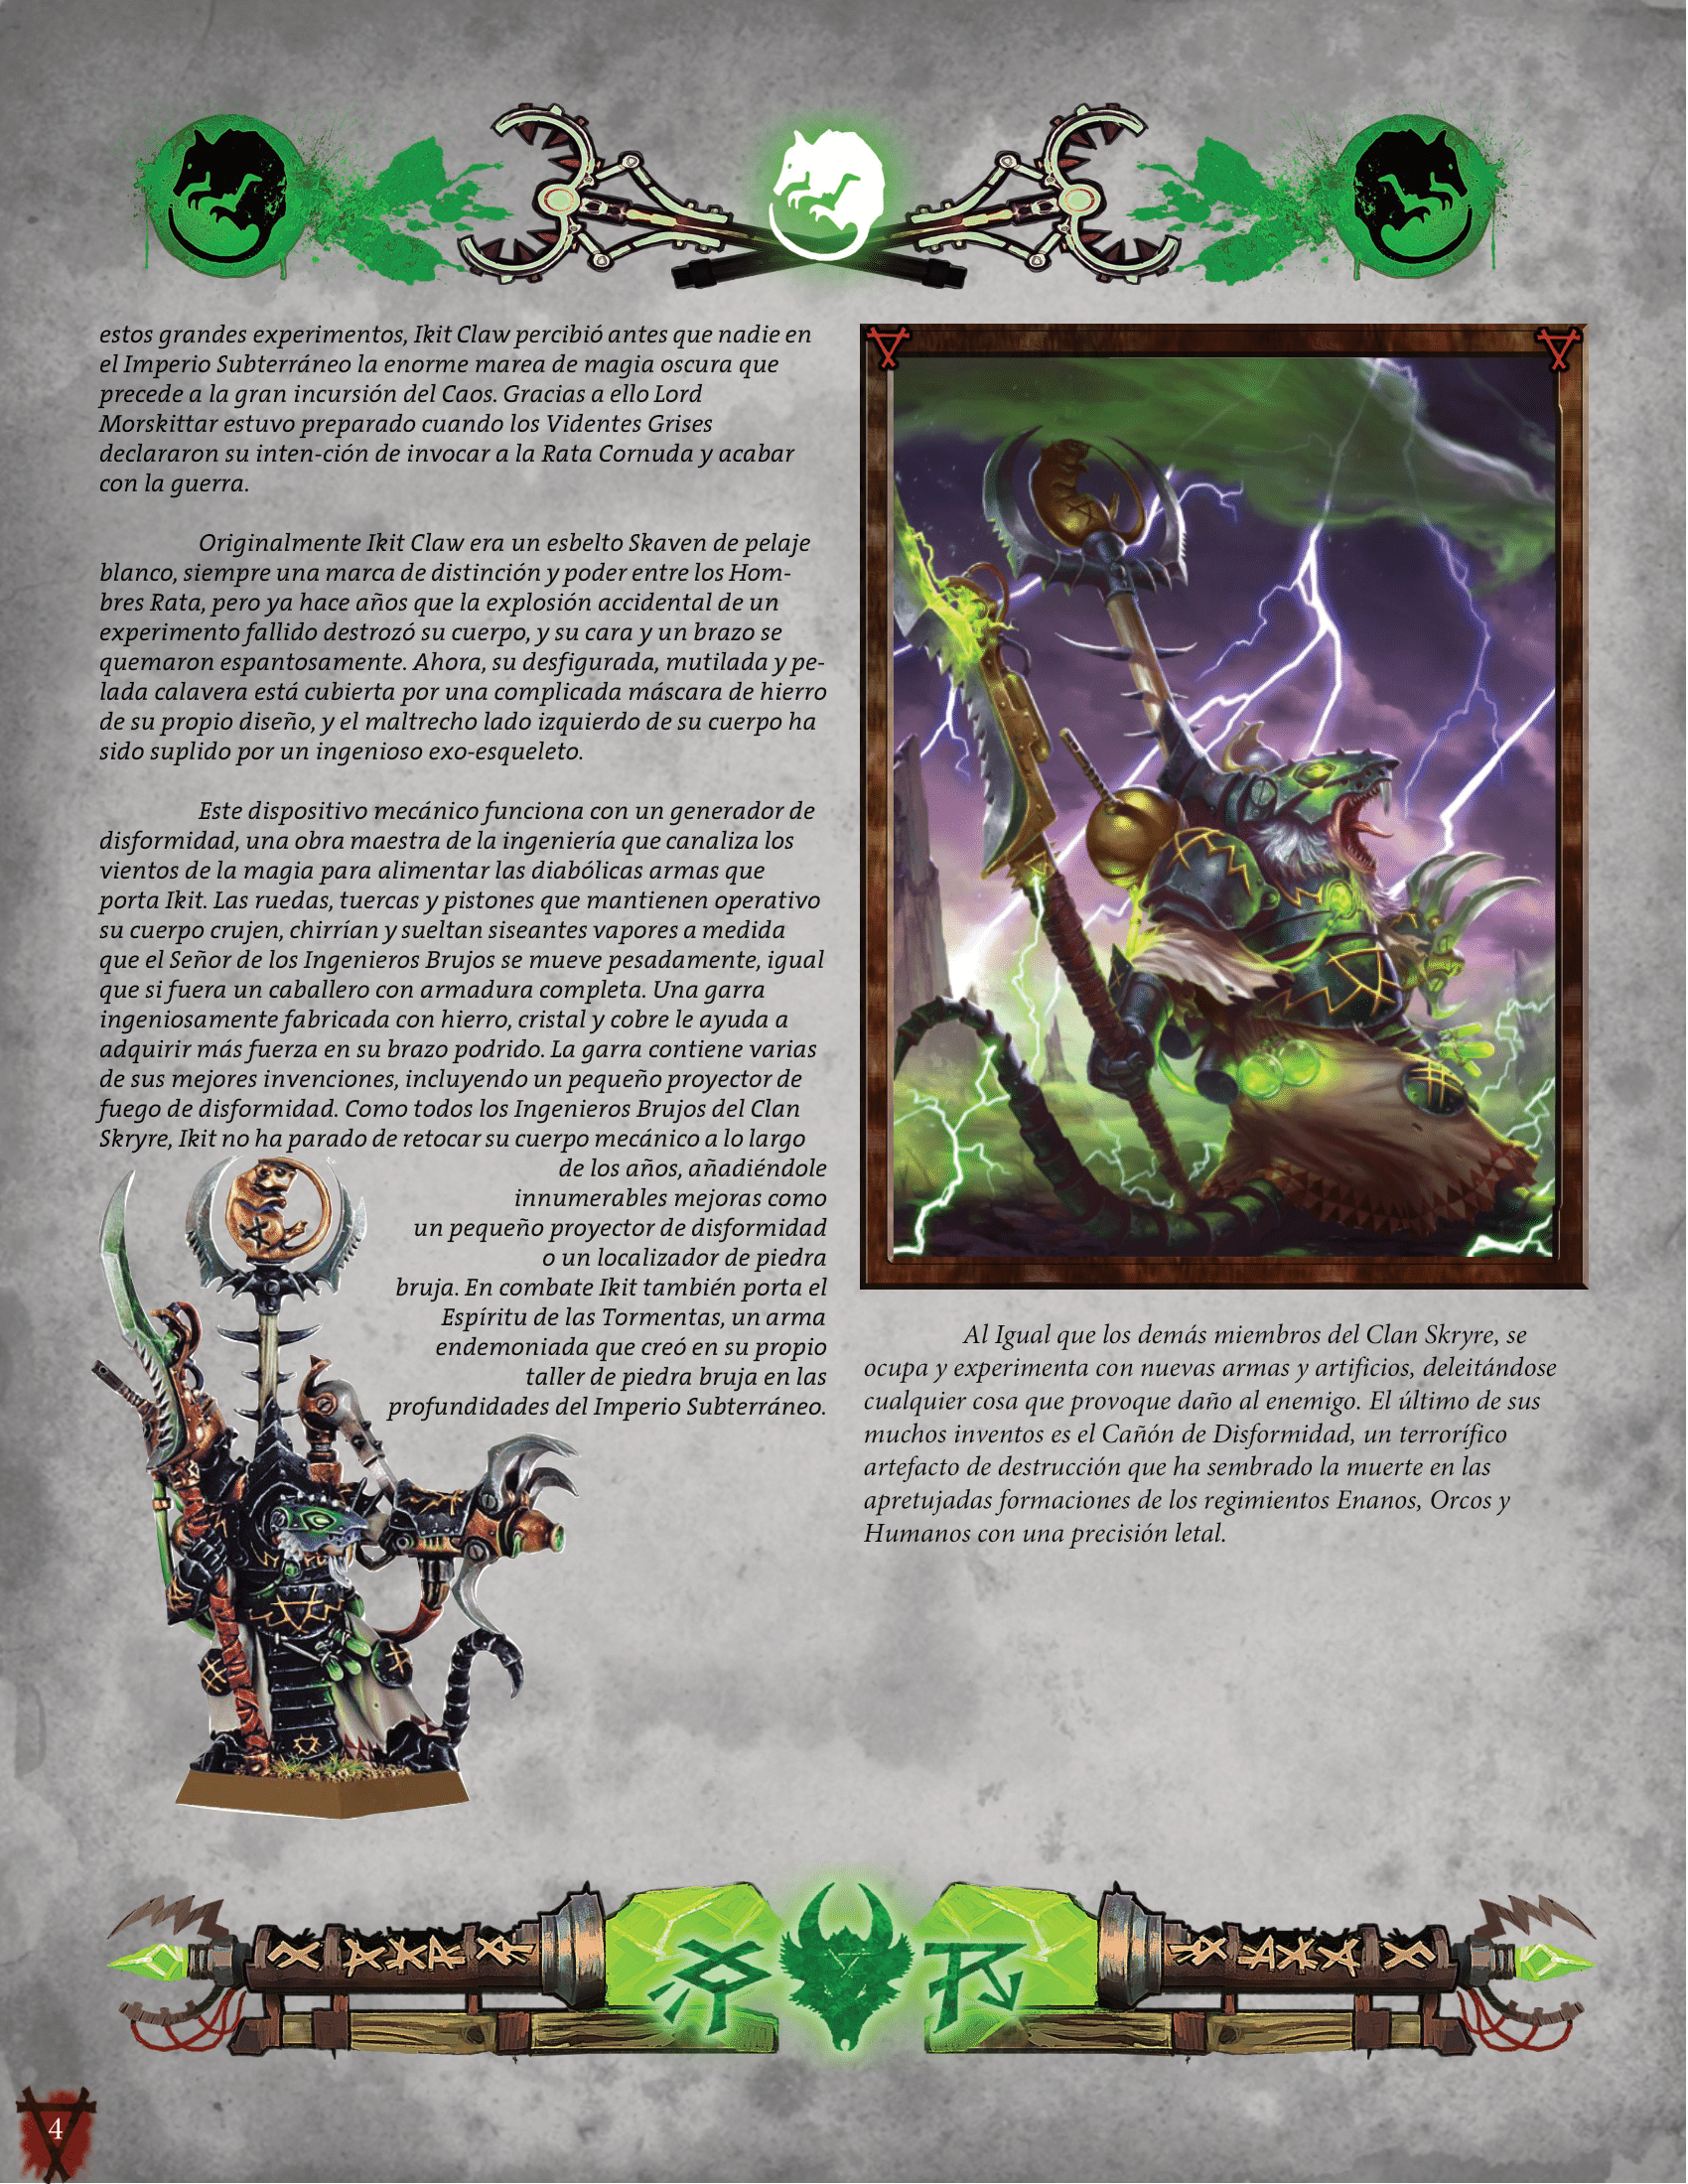 estos grandes experimentos, Ikit Claw percibió antes que nadie en
el Imperio Subterráneo la enorme marea de magia oscura que
precede a la gran incursión del Caos. Gracias a ello Lord
Morskittar estuvo preparado cuando los Videntes Grises
declararon su inten-ción de invocar a la Rata Cornuda y acabar
con la guerra.
Originalmente Ikit Claw era un esbelto Skaven de pelaje
blanco, siempre una marca de distinción y poder entre los Hom-
bres Rata, pero ya hace años que la explosión accidental de un
experimento fallido destrozó su cuerpo, y su cara y un brazo se
quemaron espantosamente. Ahora, su desfigurada, mutilada y pe-
lada calavera está cubierta por una complicada máscara de hierro
de su propio diseño, y el maltrecho lado izquierdo de su cuerpo ha
sido suplido por un ingenioso exo-esqueleto.
Este dispositivo mecánico funciona con un generador de
disformidad, una obra maestra de la ingeniería que canaliza los
vientos de la magia para alimentar las diabólicas armas que
porta Ikit. Las ruedas, tuercas y pistones que mantienen operativo
su cuerpo crujen, chirrían y sueltan siseantes vapores a medida
que el Señor de los Ingenieros Brujos se mueve pesadamente, igual
que si fuera un caballero con armadura completa. Una garra
ingeniosamente fabricada con hierro, cristal y cobre le ayuda a
adquirir más fuerza en su brazo podrido. La garra contiene varias
de sus mejores invenciones, incluyendo un pequeño proyector de
fuego de disformidad. Como todos los Ingenieros Brujos del Clan
Skryre, Ikit no ha parado de retocar su cuerpo mecánico a lo largo
de los años, añadiéndole
innumerables mejoras como
un pequeño proyector de disformidad
o un localizador de piedra
bruja. En combate Ikit también porta el
Espíritu de las Tormentas, un arma
endemoniada que creó en su propio
taller de piedra bruja en las
profundidades del Imperio Subterráneo.
Al Igual que los demás miembros del Clan Skryre, se
ocupa y experimenta con nuevas armas y artificios, deleitándose
cualquier cosa que provoque daño al enemigo. El último de sus
muchos inventos es el Cañón de Disformidad, un terrorífico
artefacto de destrucción que ha sembrado la muerte en las
apretujadas formaciones de los regimientos Enanos, Orcos y
Humanos con una precisión letal.
4